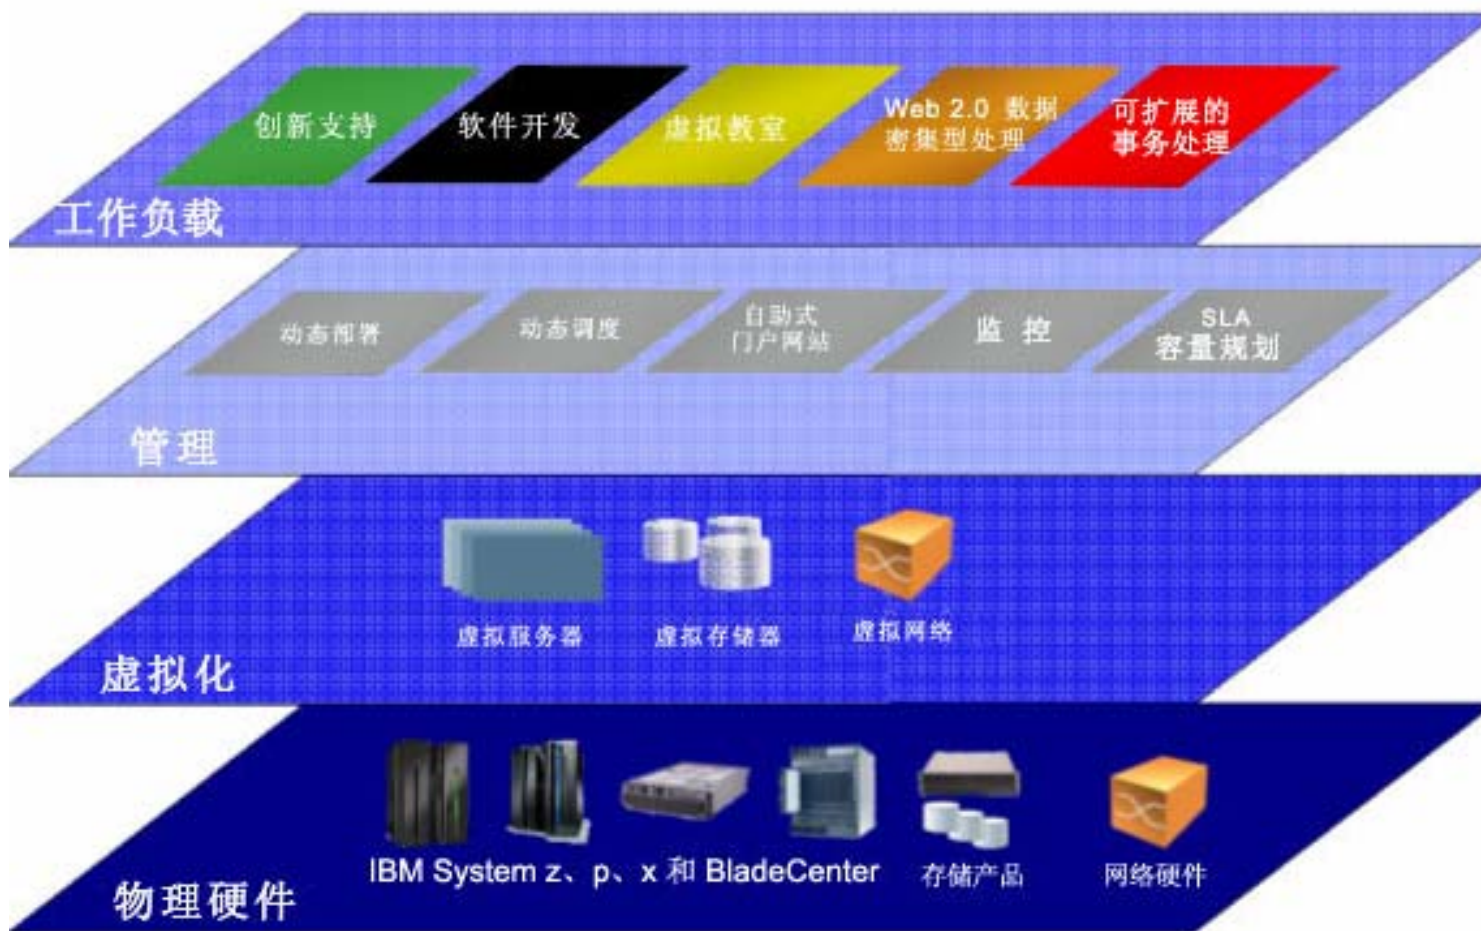 创新支持
软件开发
虚拟教室
Web 2.0 数据
密集型处理
可扩展的
事务处理
工作负载
动态部署
动态调度
自助式
门户网站
监 控
SLA
容量规划
管理
虚拟服务器
虚拟存储器
虚拟网络
虚拟化
IBM System z、p、x 和 BladeCenter
存储产品
网络硬件
物理硬件